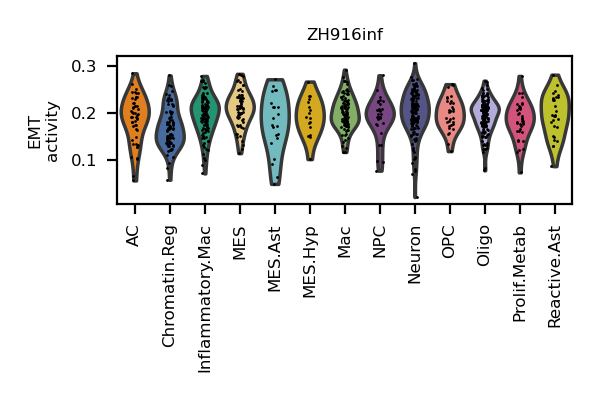 ZH916inf
EMT
activity
0.3
0.2
0.1
AC
Chromatin.Reg
Inflammatory.Mac
MES
MES.Ast
MES.Hyp
Mac
NPC
Neuron
OPC
Oligo
Prolif.Metab
Reactive.Ast